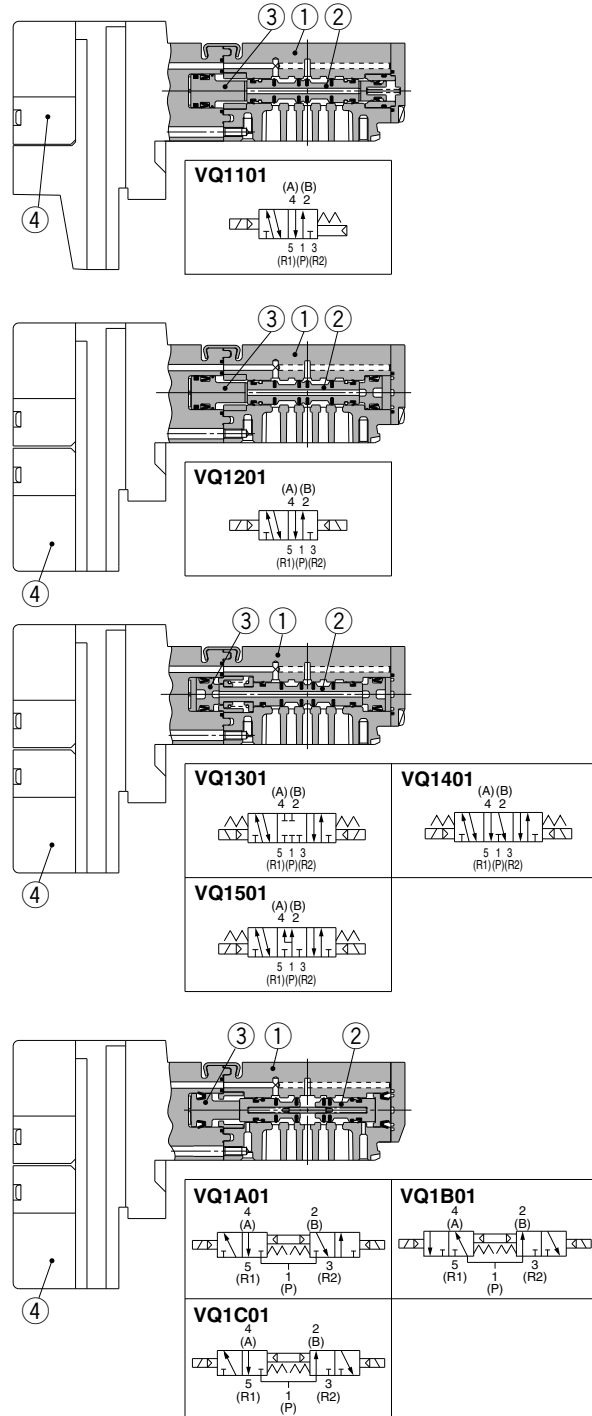 ③ ① ②
④
VQ1101
(A) (B)
4 2
5 1 3
(R1)(P)(R2)
③ ① ②
④
VQ1201
(A) (B)
4 2
5 1 3
(R1)(P)(R2)
③ ① ②
④
VQ1301
(A) (B)
4 2
5 1 3
(R1)(P)(R2)
VQ1401
(A) (B)
4 2
5 1 3
(R1)(P)(R2)
VQ1501
(A) (B)
4 2
5 1 3
(R1)(P)(R2)
③ ① ②
④
VQ1A01
4 2
(A) (B)
5 3
(R1) 1 (R2)
(P)
VQ1B01
4 2
(A) (B)
5 3
(R1) 1 (R2)
(P)
VQ1C01
4 2
(A) (B)
5 3
(R1) 1 (R2)
(P)